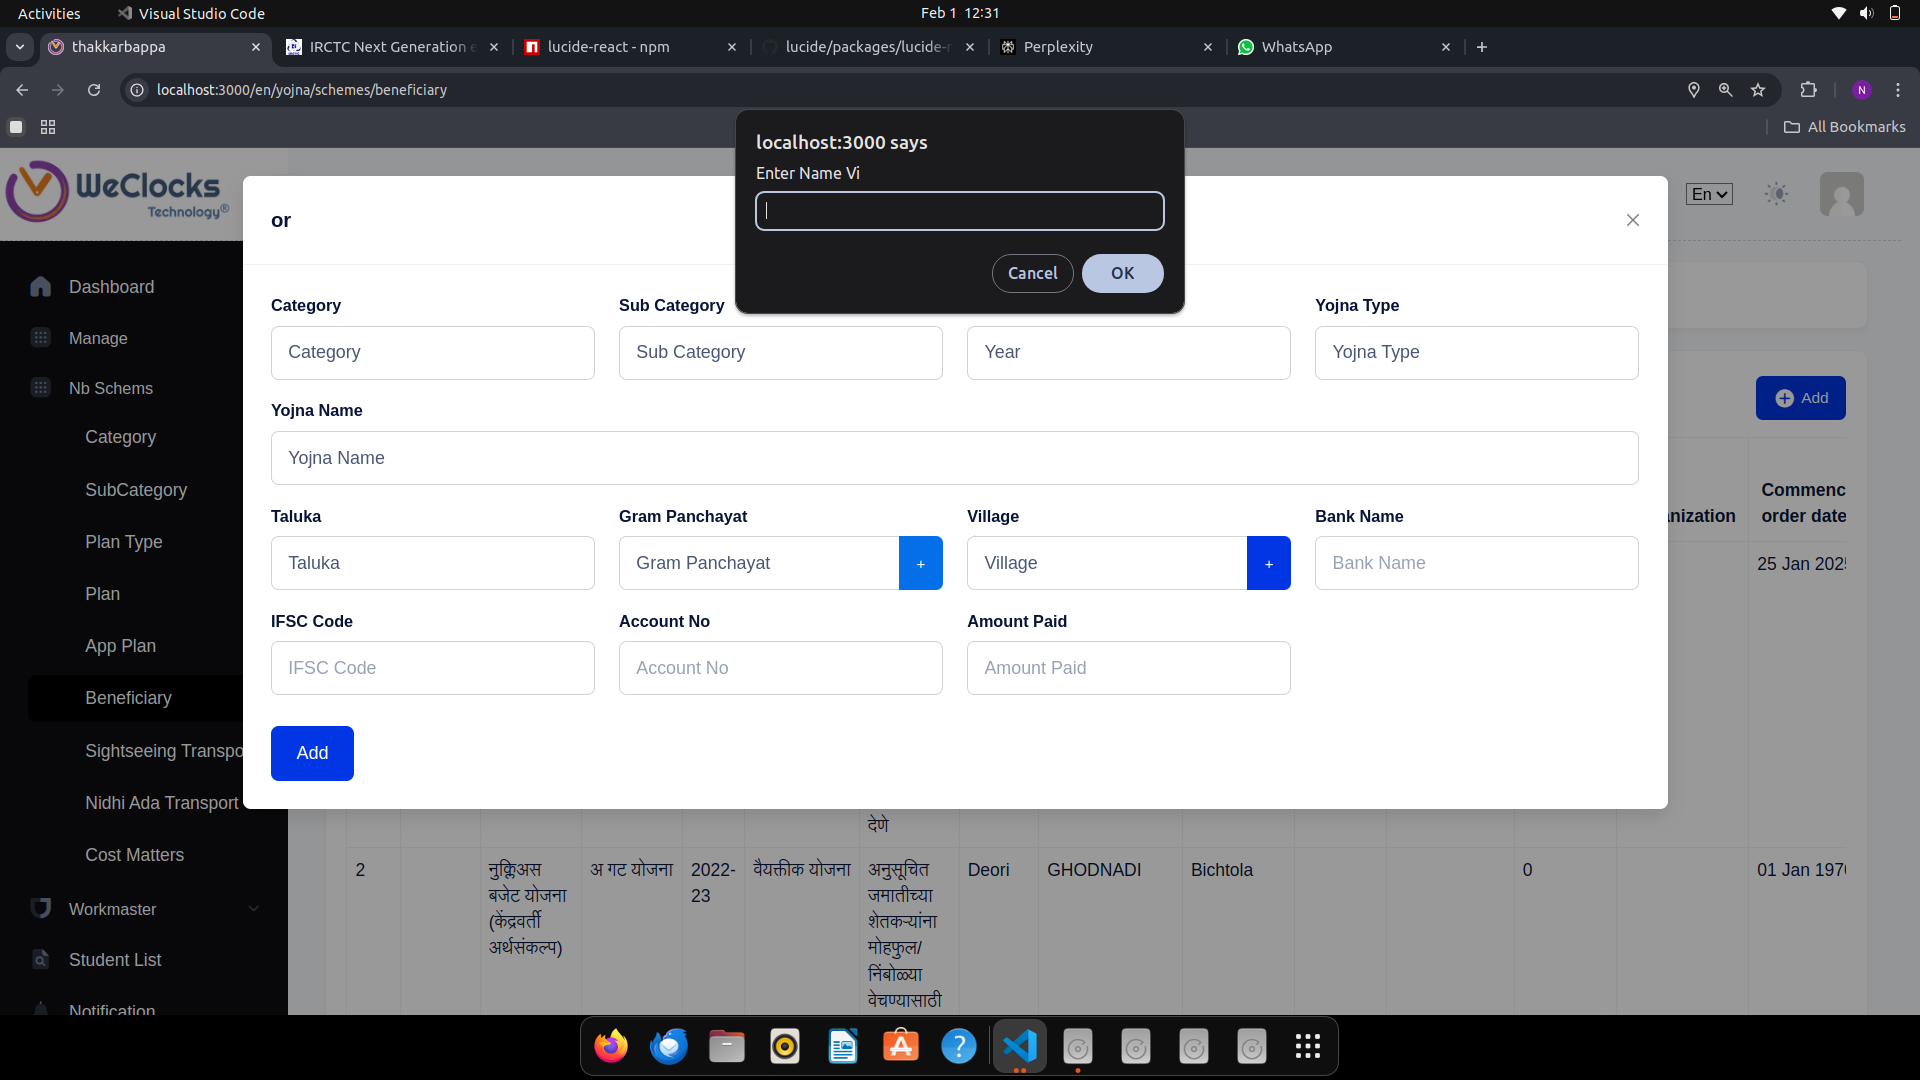 Activities
Visual Studio Code
Feb 1 12:31
thakkarbappa
IRCTC Next Generation
lucide-react - npm
lucide/packages/lucide-r
Perplexity
WhatsApp
localhost:3000/en/yojna/schemes/beneficiary
N
All Bookmarks
localhost:3000 says
Enter Name Vi
Cancel
OK
WeClocks
Technology®
En
or
Dashboard
Manage
Nb Schems
Category
SubCategory
Plan Type
Plan
App Plan
Beneficiary
Sightseeing Transpo
Nidhi Ada Transport
Cost Matters
Workmaster
Student List
Notification
Category
Sub Category
Yojna Type
Category
Sub Category
Year
Yojna Type
Yojna Name
Yojna Name
Taluka
Gram Panchayat
Village
Bank Name
Taluka
Gram Panchayat
+
Village
+
Bank Name
IFSC Code
Account No
Amount Paid
IFSC Code
Account No
Amount Paid
Add
Add
nization
Commenc
order date
25 Jan 2025
देणे
2
नुक्लिअस
बजेट योजना
(केंद्रवर्ती
अर्थसंकल्प)
अ गट योजना
2022-
23
वैयक्तीक योजना
अनुसूचित
जमातीच्या
शेतकऱ्यांना
मोहफुल/
निंबोळ्या
वेचण्यासाठी
Deori
GHODNADI
Bichtola
0
01 Jan 1970